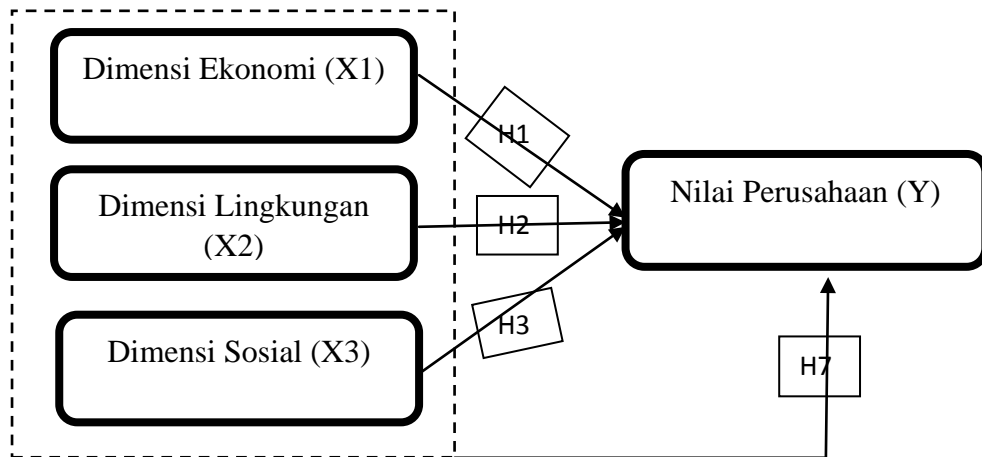 Dimensi Ekonomi (X1)
H1
Dimensi Lingkungan
(X2)
H2
Nilai Perusahaan (Y)
Dimensi Sosial (X3)
H3
H7